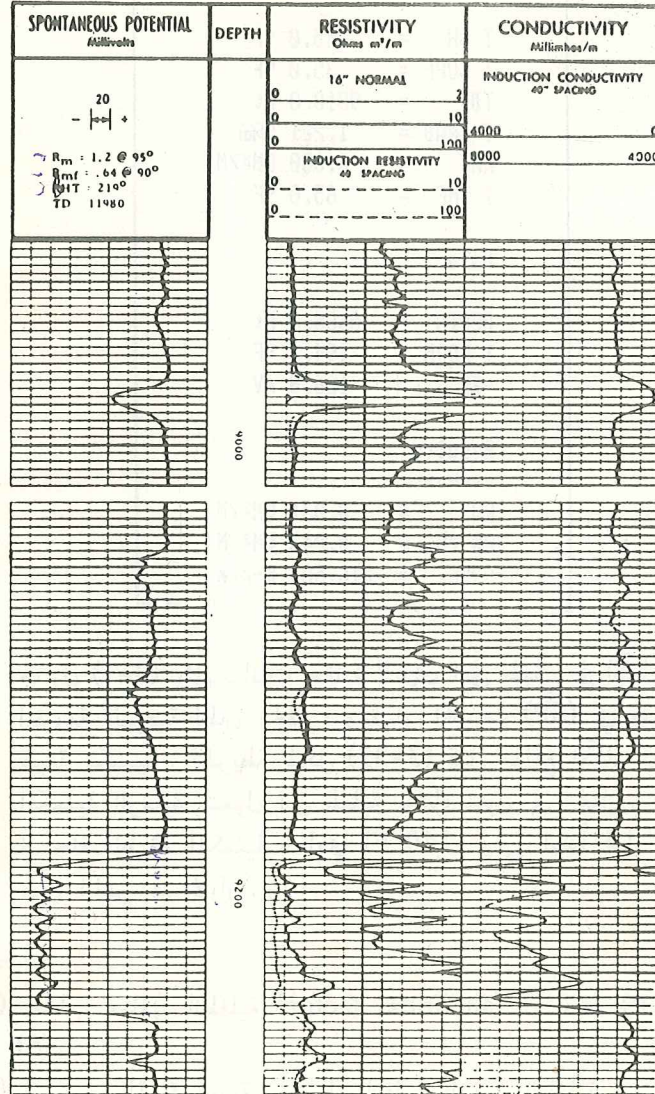 SPONTANEOUS POTENTIAL
Millivolts
DEPTH
RESISTIVITY
Ohms m²/m
CONDUCTIVITY
Millimhos/m
20
- +
Rm : 1.2 @ 95°
Rmf : .64 @ 90°
BHT : 219°
TD 11980
16" NORMAL
0 2
0 10
0 100
INDUCTION RESISTIVITY
40 SPACING
0 10
0 100
INDUCTION CONDUCTIVITY
40" SPACING
4000 0
8000 4000
9000
9200